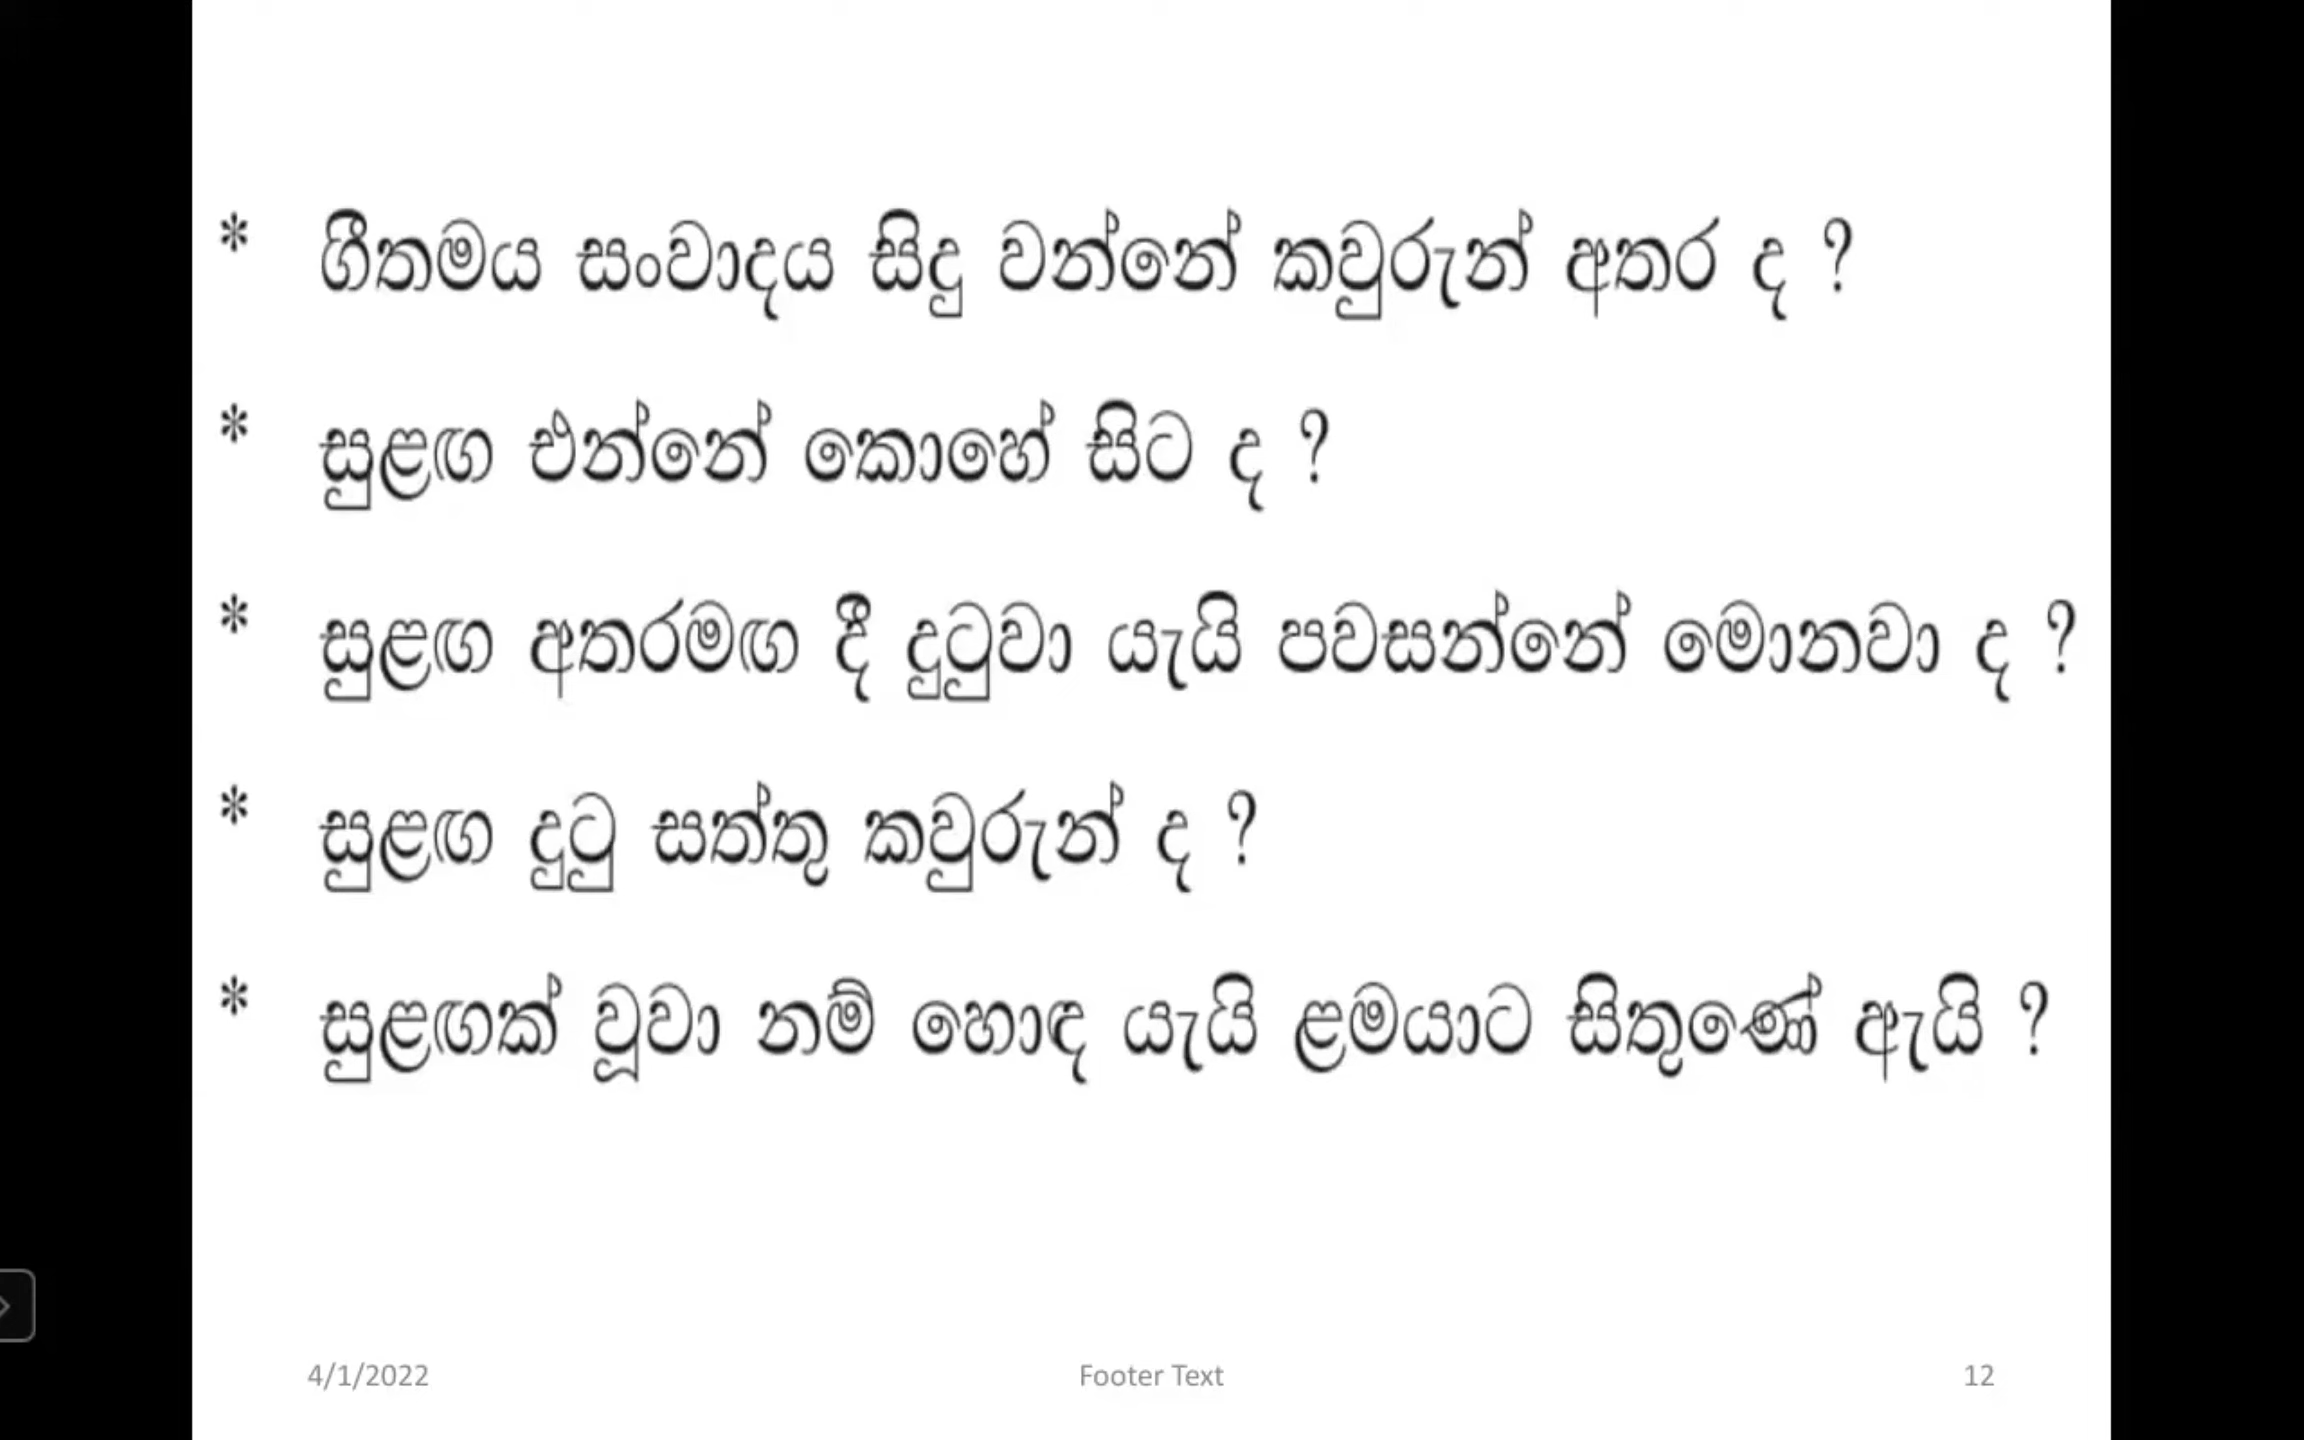 * ගීතමය සංවාදය සිදු වන්නේ කවුරුන් අතර ද ?
* සුළඟ එන්නේ කොහේ සිට ද ?
* සුළඟ අතරමඟ දී දුටුවා යැයි පවසන්නේ මොනවා ද ?
* සුළඟ දුටු සත්තු කවුරුන් ද ?
* සුළඟක් වූවා නම් හොඳ යැයි ළමයාට සිතුණේ ඇයි ?
4/1/2022 Footer Text 12